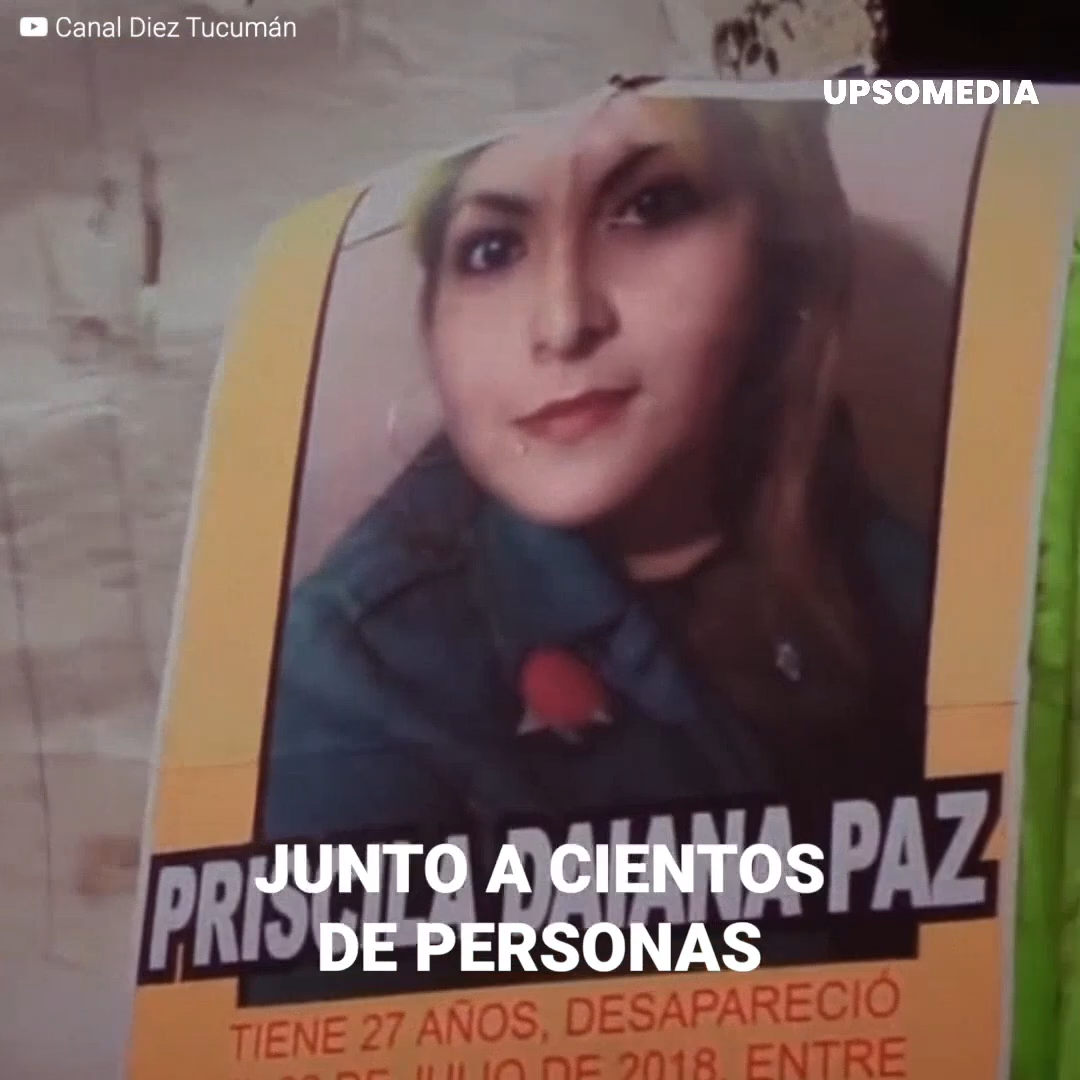 Canal Diez Tucumán
UPSOMEDIA
PRISCILA DAIANA PAZ
JUNTO A CIENTOS
DE PERSONAS
TIENE 27 AÑOS, DESAPARECIÓ
DE JULIO DE 2018, ENTRE